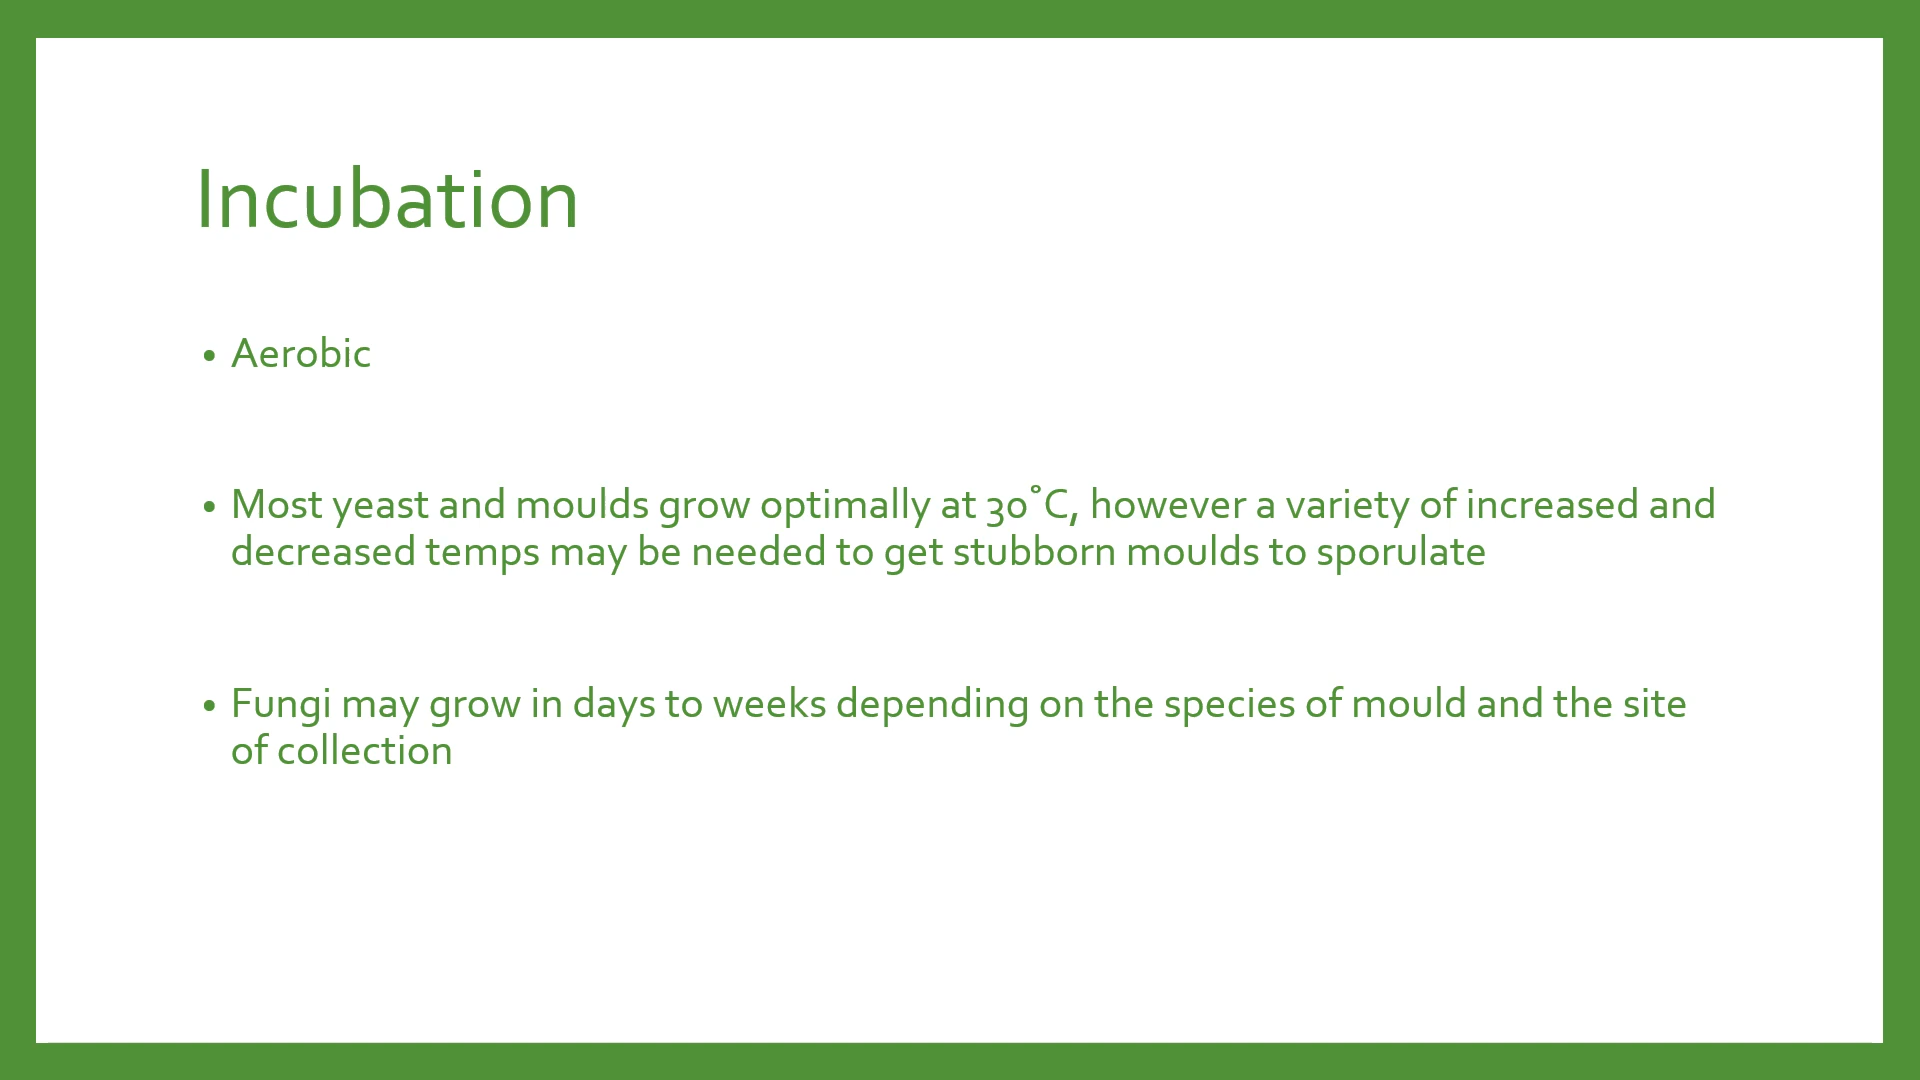 Incubation
• Aerobic
• Most yeast and moulds grow optimally at 30˚C, however a variety of increased and
decreased temps may be needed to get stubborn moulds to sporulate
• Fungi may grow in days to weeks depending on the species of mould and the site
of collection